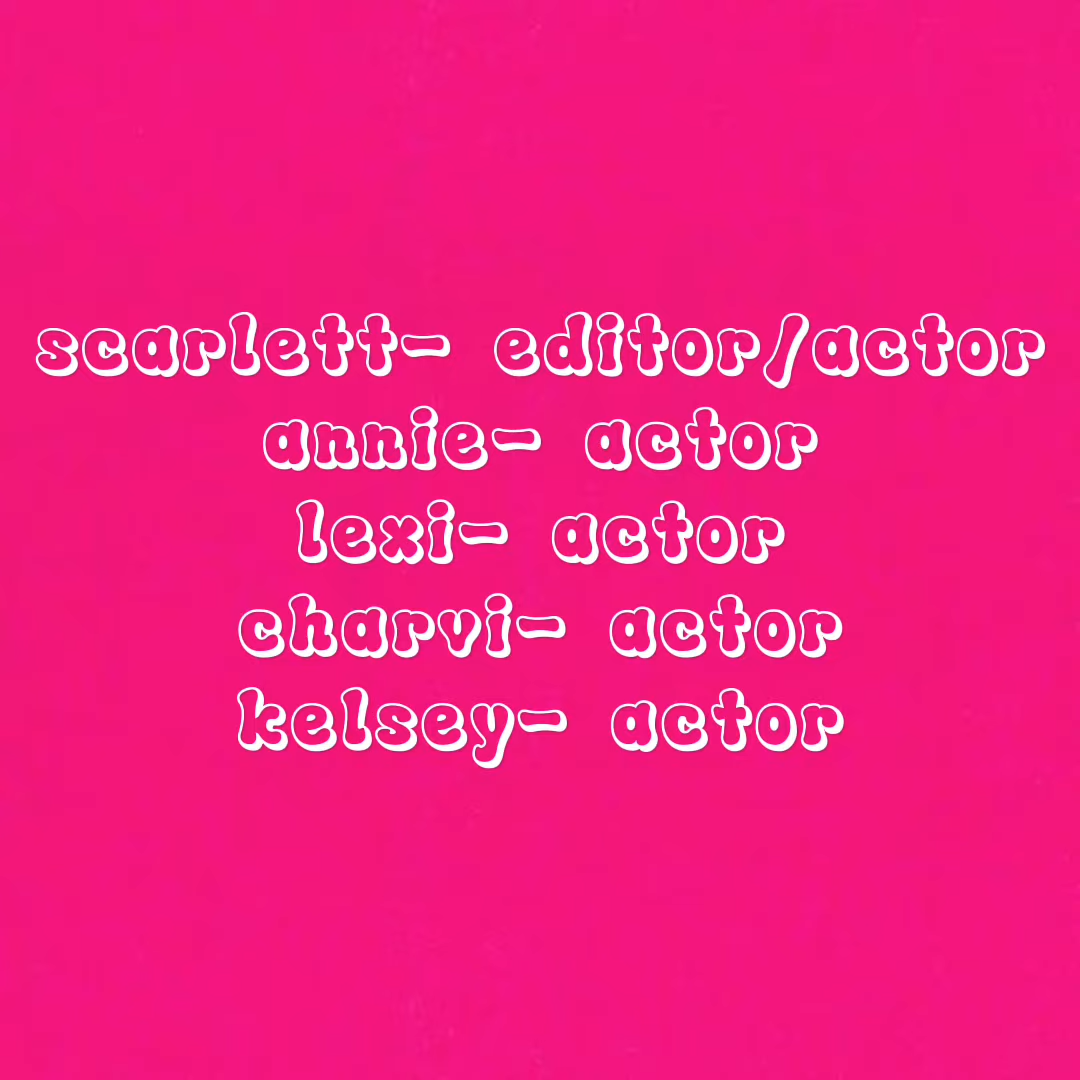 scarlett- editor/actor
annie- actor
lexi- actor
charvi- actor
kelsey- actor